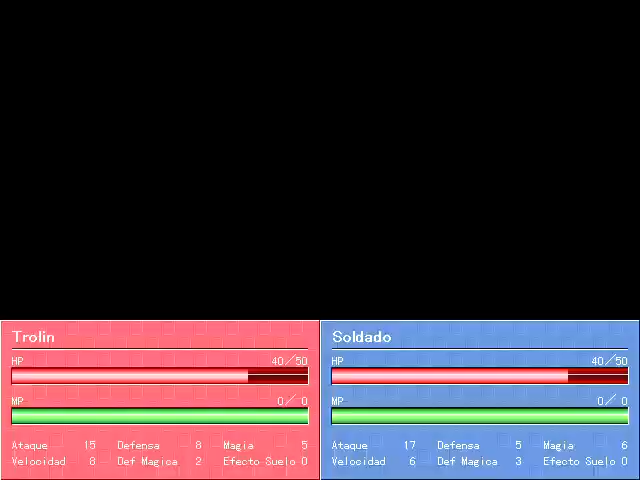 Trolin
HP 40/50
MP 0/ 0
Ataque 15 Defensa 8 Magia 5
Velocidad 8 Def Magica 2 Efecto Suelo 0
Soldado
HP 40/50
MP 0/ 0
Ataque 17 Defensa 5 Magia 6
Velocidad 6 Def Magica 3 Efecto Suelo 0